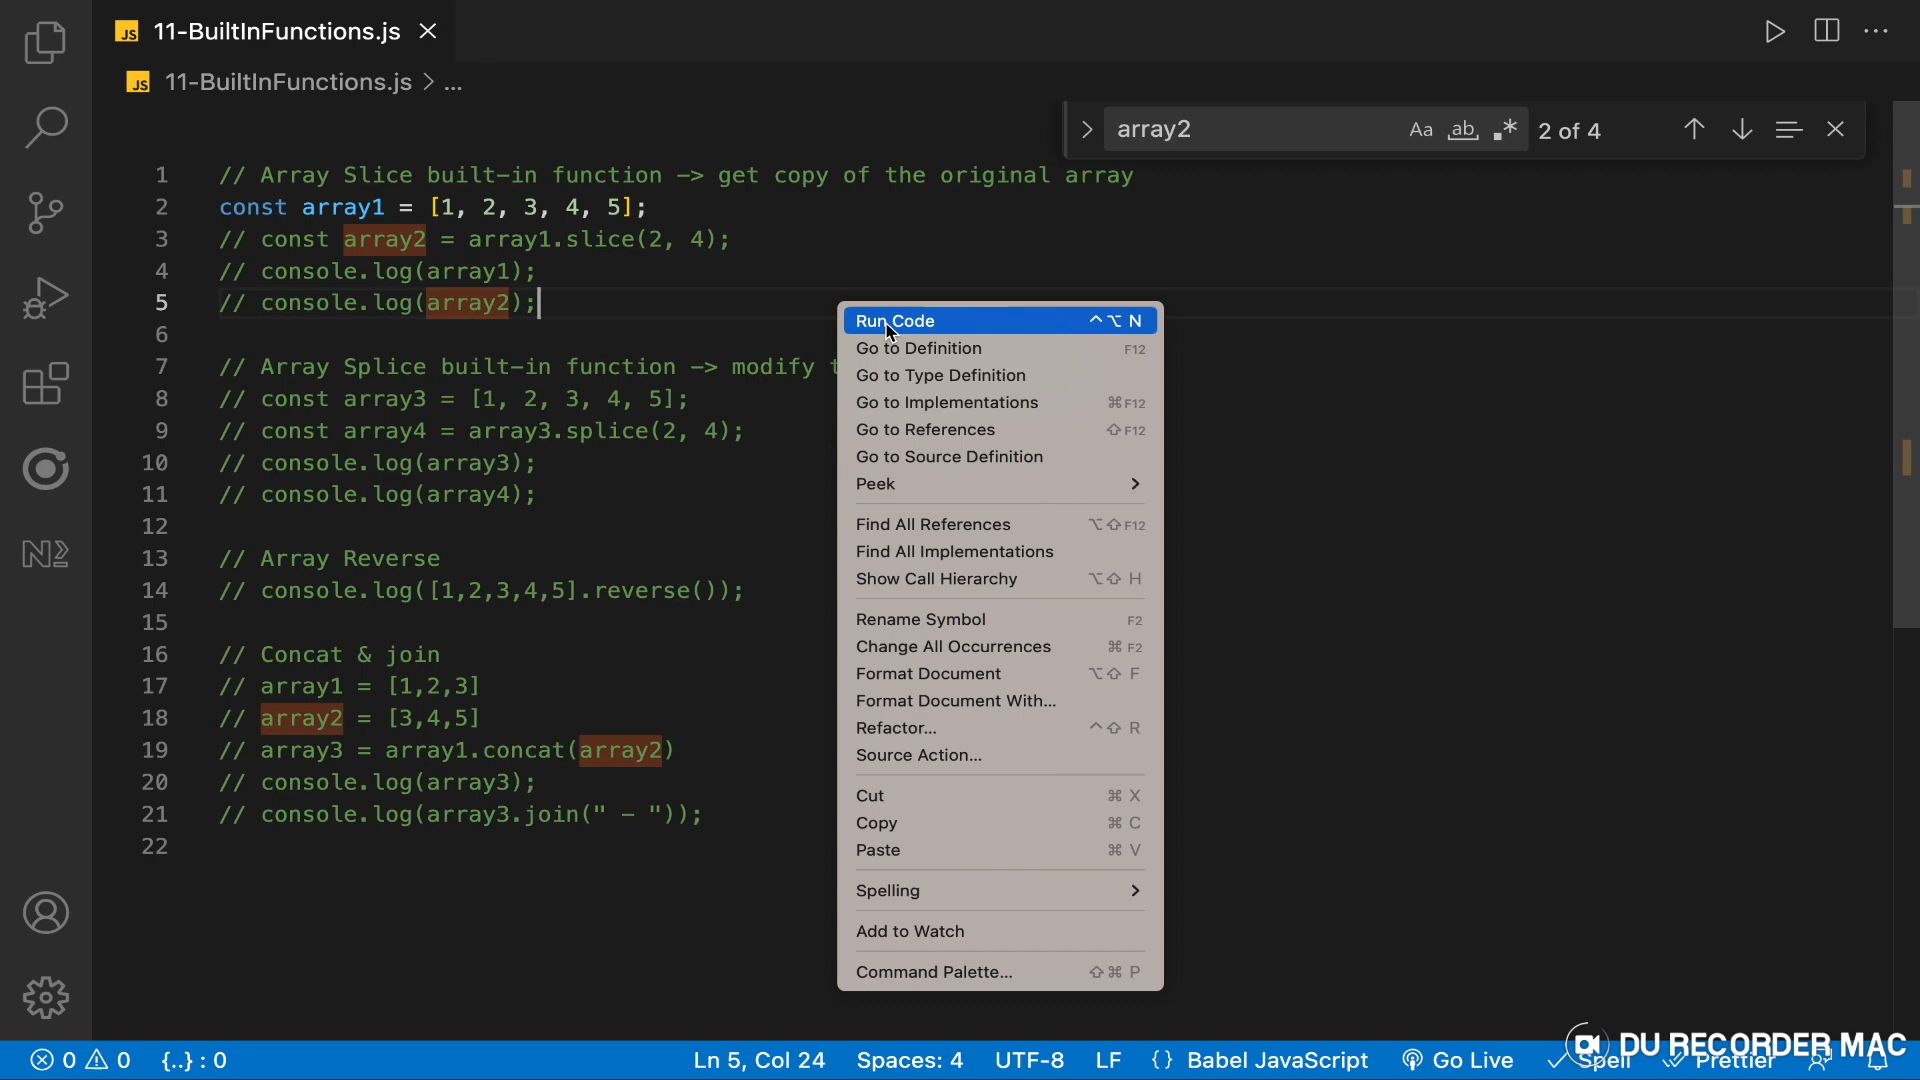 JS 11-BuiltInFunctions.js
JS 11-BuiltInFunctions.js > ...
array2 Aa ab 2 of 4
1 // Array Slice built-in function -> get copy of the original array
2 const array1 = [1, 2, 3, 4, 5];
3 // const array2 = array1.slice(2, 4);
4 // console.log(array1);
5 // console.log(array2);
6
7 // Array Splice built-in function -> modify
8 // const array3 = [1, 2, 3, 4, 5];
9 // const array4 = array3.splice(2, 4);
10 // console.log(array3);
11 // console.log(array4);
12
13 // Array Reverse
14 // console.log([1,2,3,4,5].reverse());
15
16 // Concat & join
17 // array1 = [1,2,3]
18 // array2 = [3,4,5]
19 // array3 = array1.concat(array2)
20 // console.log(array3);
21 // console.log(array3.join(" - "));
22
Run Code ^⌥ N
Go to Definition F12
Go to Type Definition
Go to Implementations ⌘F12
Go to References ⇧F12
Go to Source Definition
Peek
Find All References ⌥⇧F12
Find All Implementations
Show Call Hierarchy ⌥⇧ H
Rename Symbol F2
Change All Occurrences ⌘ F2
Format Document ⌥⇧ F
Format Document With...
Refactor... ^⇧ R
Source Action...
Cut ⌘ X
Copy ⌘ C
Paste ⌘ V
Spelling
Add to Watch
Command Palette... ⇧⌘ P
DU RECORDER MAC
0 0 {..} : 0 Ln 5, Col 24 Spaces: 4 UTF-8 LF {} Babel JavaScript Go Live Spell Prettier